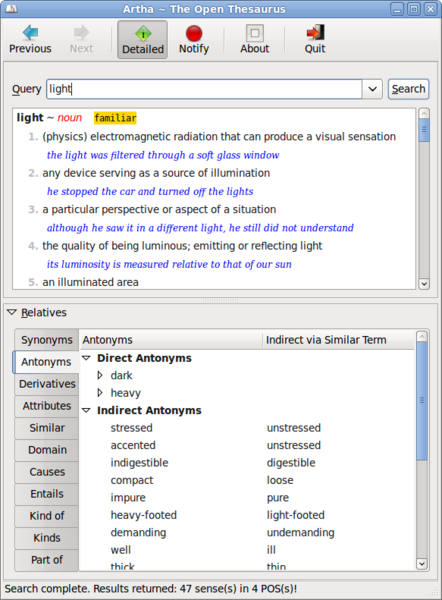 Artha ~ The Open Thesaurus
Previous Next Detailed Notify About Quit
Query light Search
light ~ noun familiar
1. (physics) electromagnetic radiation that can produce a visual sensation
the light was filtered through a soft glass window
2. any device serving as a source of illumination
he stopped the car and turned off the lights
3. a particular perspective or aspect of a situation
although he saw it in a different light, he still did not understand
4. the quality of being luminous; emitting or reflecting light
its luminosity is measured relative to that of our sun
5. an illuminated area
Relatives
Synonyms
Antonyms
Derivatives
Attributes
Similar
Domain
Causes
Entails
Kind of
Kinds
Part of
Antonyms Indirect via Similar Term
Direct Antonyms
dark
heavy
Indirect Antonyms
stressed unstressed
accented unstressed
indigestible digestible
compact loose
impure pure
heavy-footed light-footed
demanding undemanding
well ill
thick thin
Search complete. Results returned: 47 sense(s) in 4 POS(s)!